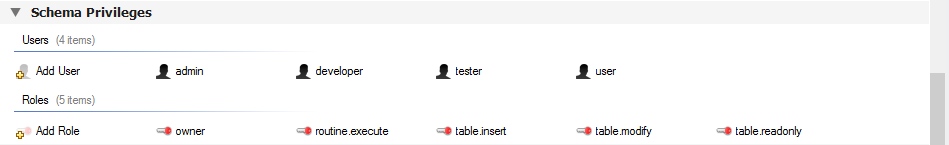 Schema Privileges
Users (4 items)
Add User admin developer tester user
Roles (5 items)
Add Role owner routine.execute table.insert table.modify table.readonly